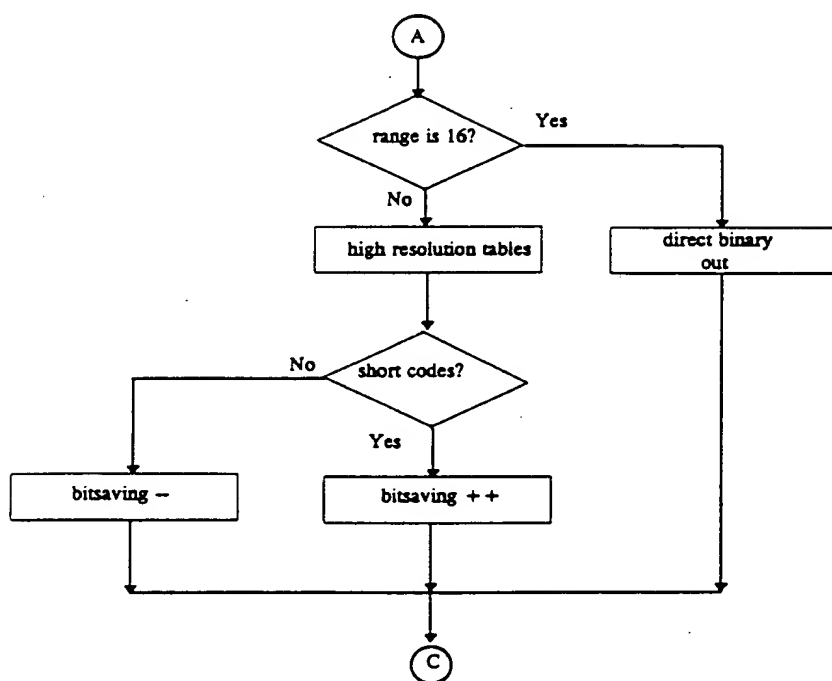 A
range is 16?
Yes
No
high resolution tables
direct binary
out
No
short codes?
Yes
bitsaving –
bitsaving ++
C